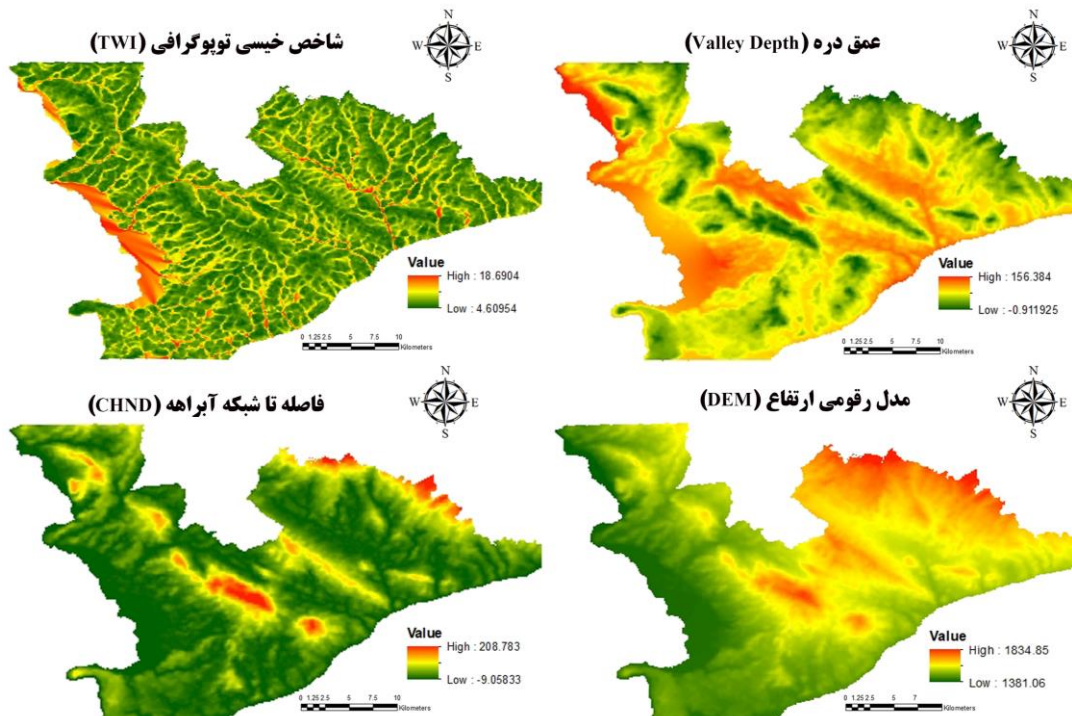 شاخص خیسی توپوگرافی (TWI)
N
W E
S
Value
High : 18.6904
Low : 4.60954
0 1.25 2.5 5 7.5 10
Kilometers
عمق دره (Valley Depth)
N
W E
S
Value
High : 156.384
Low : -0.911925
0 1.25 2.5 5 7.5 10
Kilometers
فاصله تا شبکه آبراهه (CHND)
N
W E
S
Value
High : 208.783
Low : -9.05833
0 1.25 2.5 5 7.5 10
Kilometers
مدل رقومی ارتفاع (DEM)
N
W E
S
Value
High : 1834.85
Low : 1381.06
0 1.25 2.5 5 7
Kilometers